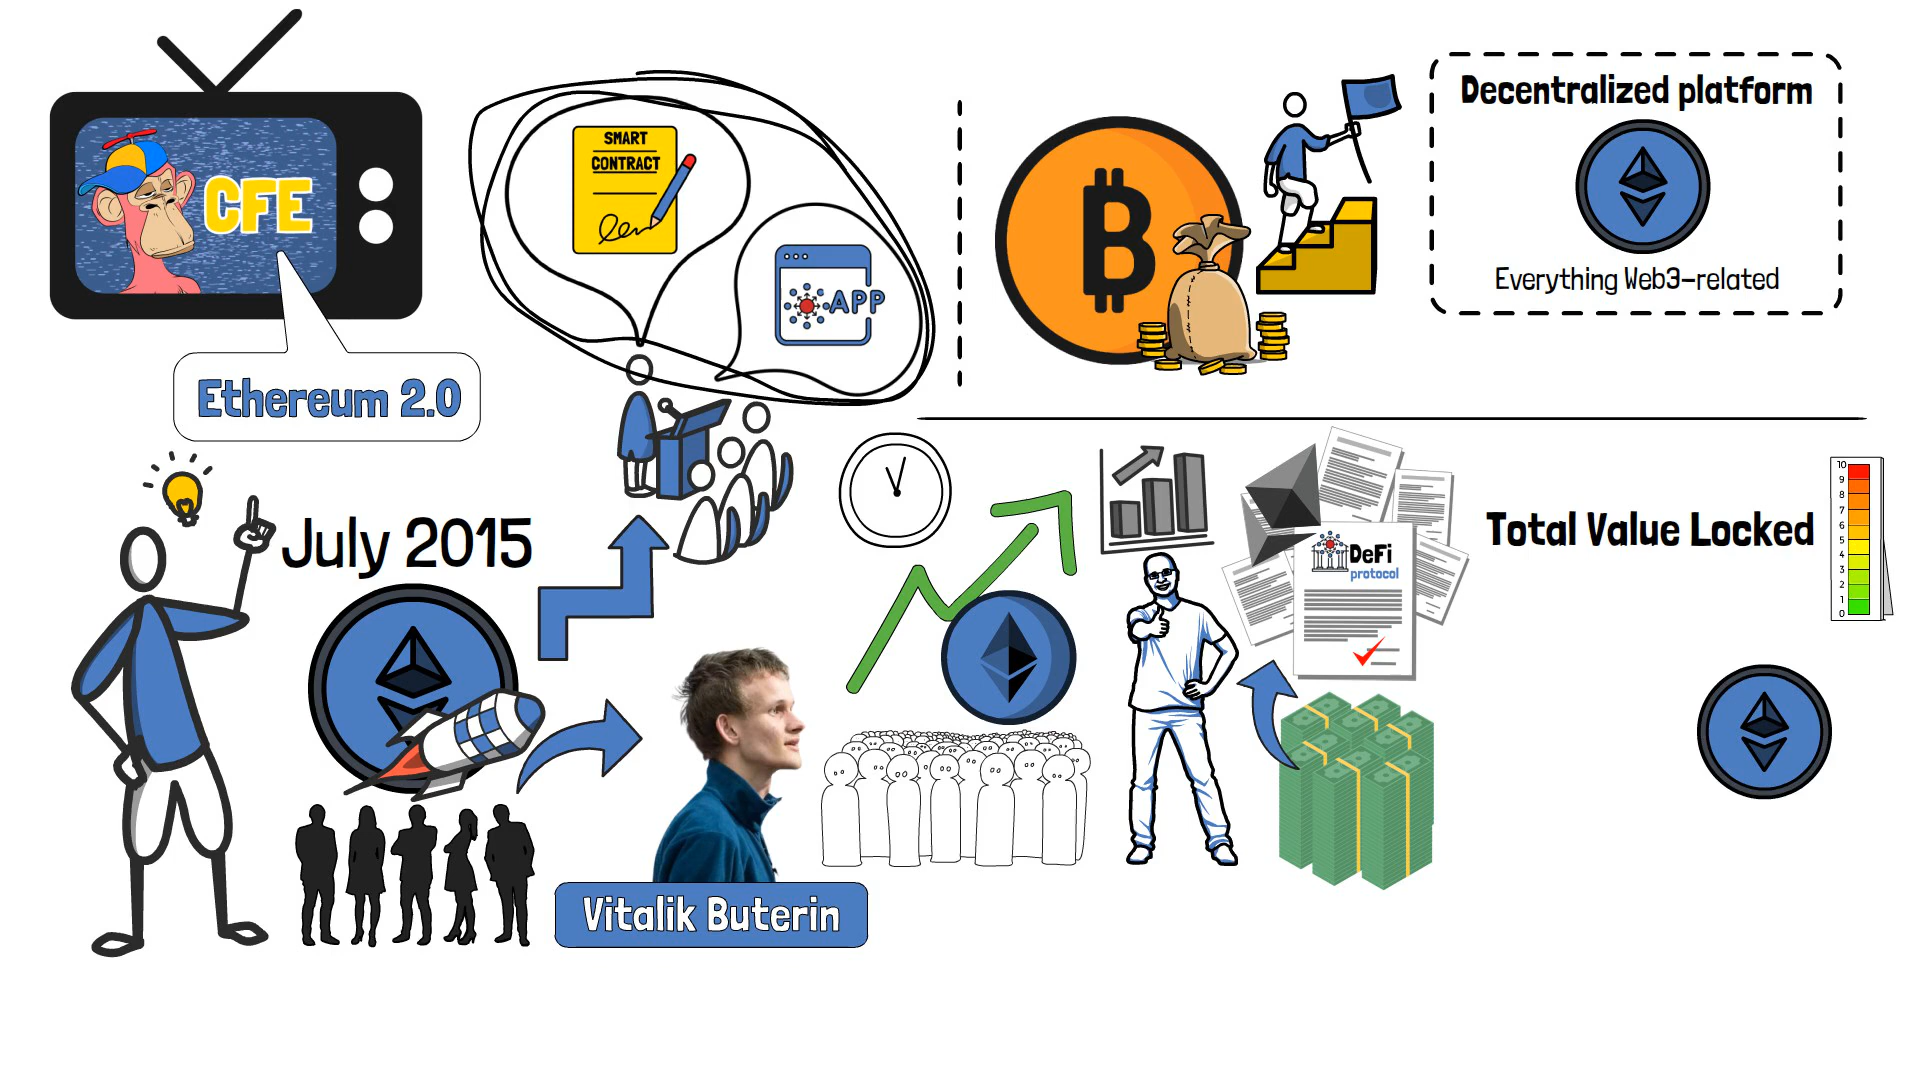 CFE
Ethereum 2.0
SMART
CONTRACT
APP
B
Decentralized platform
Everything Web3-related
July 2015
Vitalik Buterin
DeFi
protocol
Total Value Locked
10
9
8
7
6
5
4
3
2
1
0